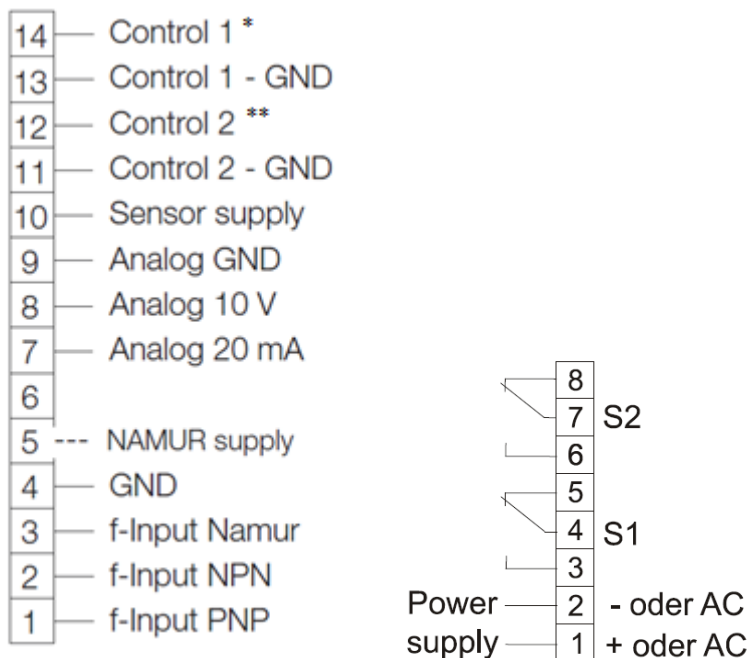 14 Control 1 *
13 Control 1 - GND
12 Control 2 **
11 Control 2 - GND
10 Sensor supply
9 Analog GND
8 Analog 10 V
7 Analog 20 mA
6
5 --- NAMUR supply
4 GND
3 f-Input Namur
2 f-Input NPN
1 f-Input PNP
8
7 S2
6
5
4 S1
3
Power 2 - oder AC
supply 1 + oder AC